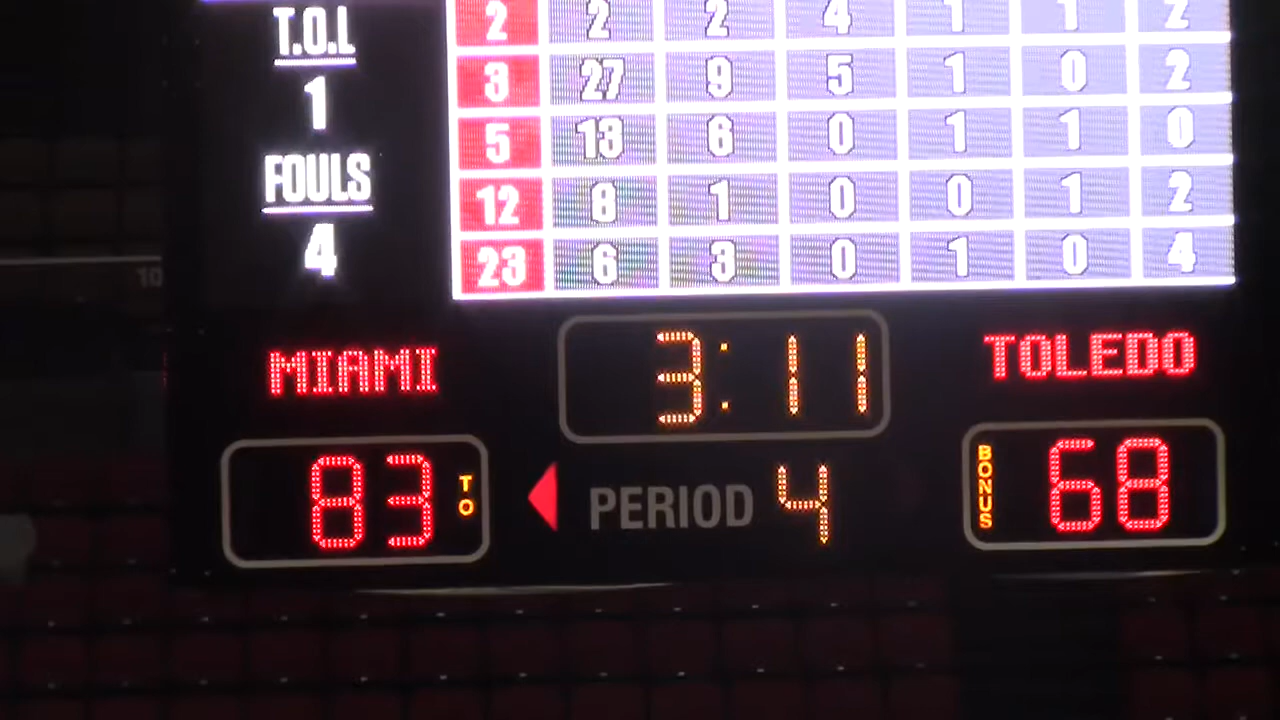 T.O.L
1
FOULS
4
2 2 2 4 1 1 2
3 27 9 5 1 0 2
5 13 6 0 1 1 0
12 8 1 0 0 1 2
23 6 3 0 1 0 4
10
MIAMI
3:11
TOLEDO
83 TO
PERIOD 4
BONUS 68